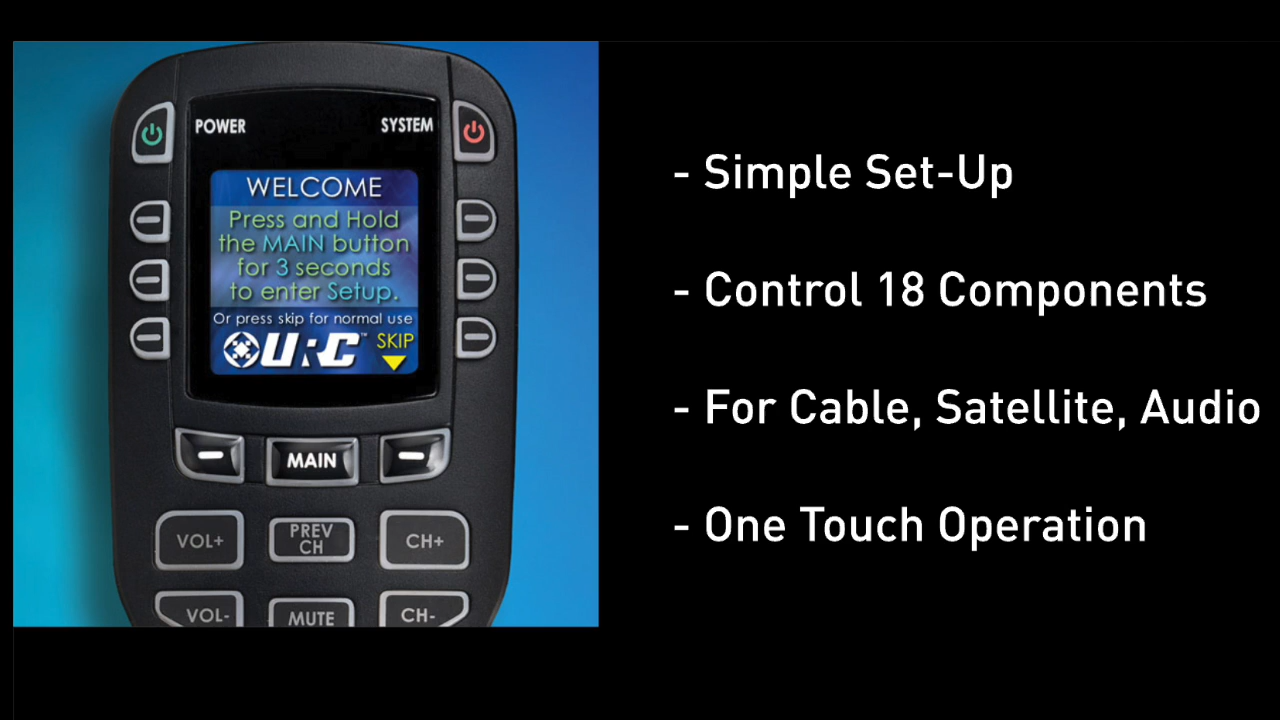 POWER SYSTEM
WELCOME
Press and Hold
the MAIN button
for 3 seconds
to enter Setup.
Or press skip for normal use
URC™ SKIP
MAIN
VOL+ PREV CH CH+
VOL- MUTE CH-
- Simple Set-Up
- Control 18 Components
- For Cable, Satellite, Audio
- One Touch Operation